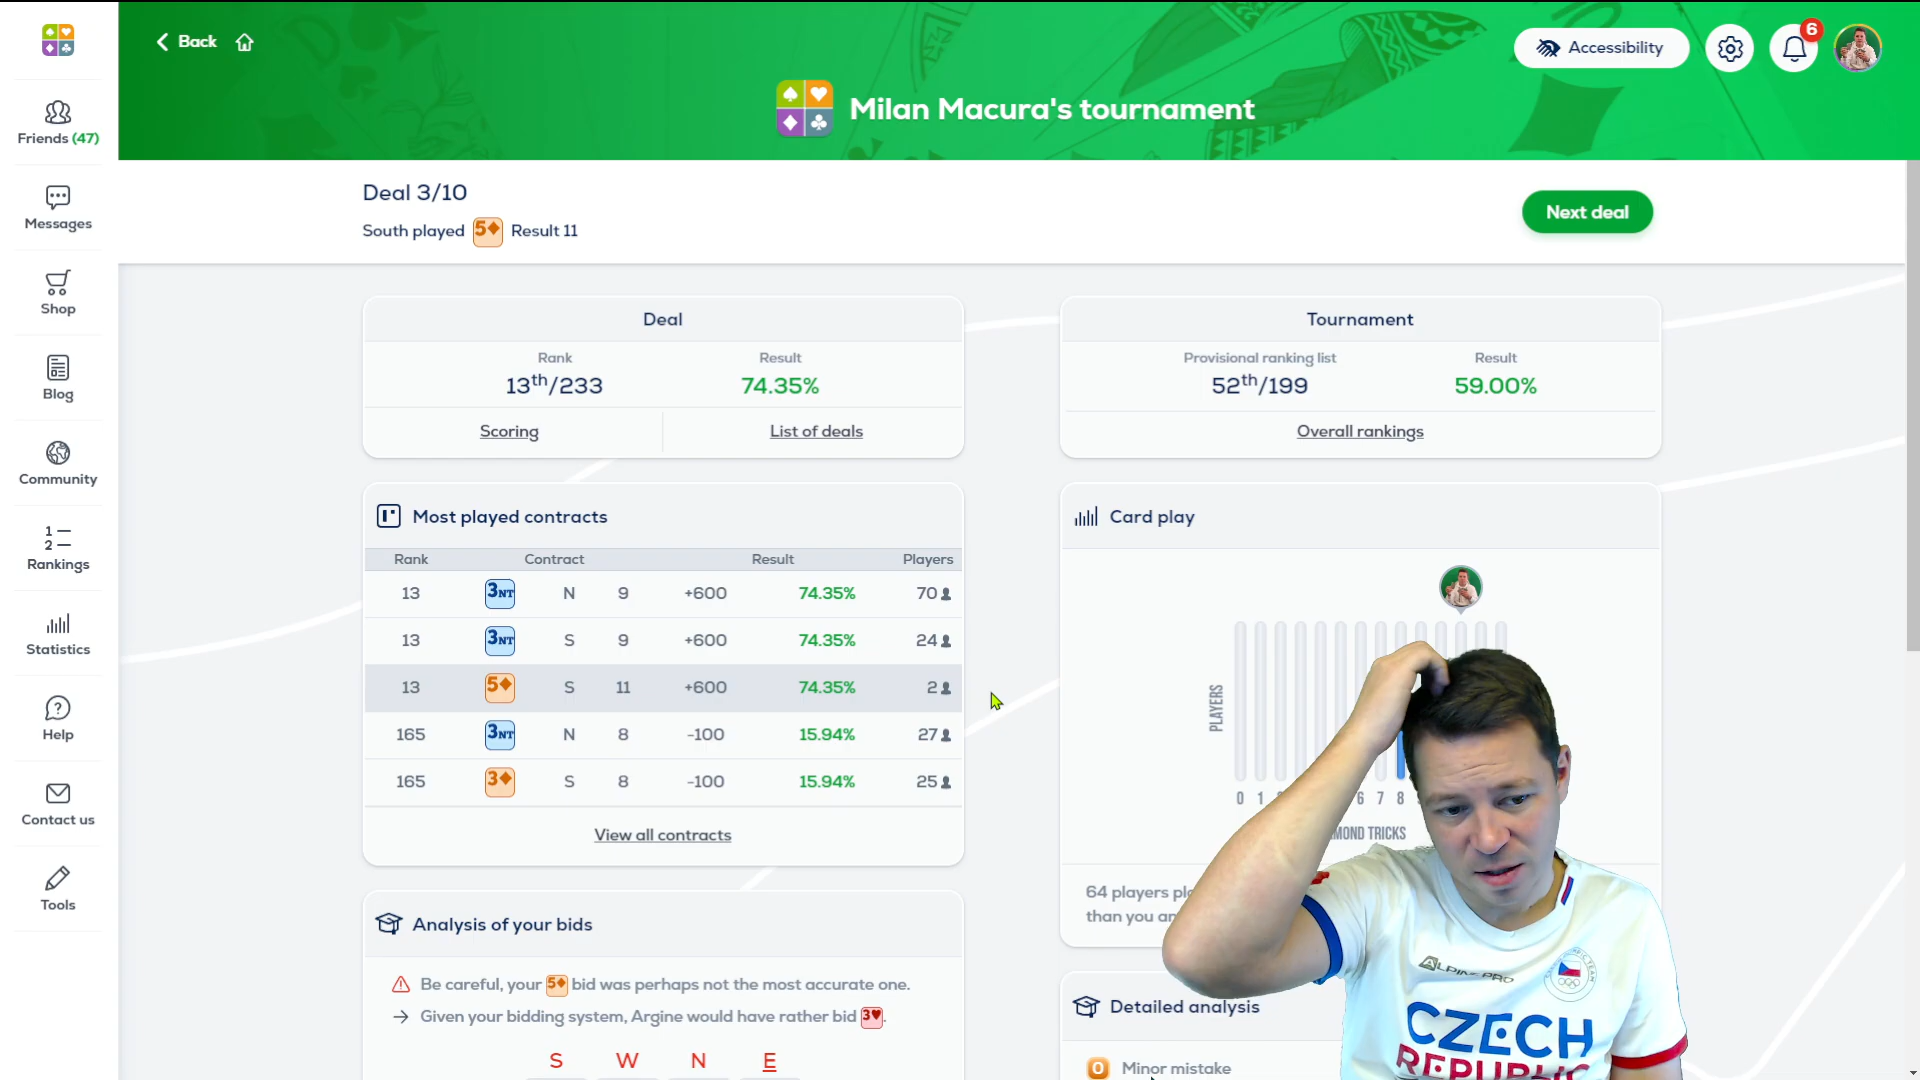 Back
Accessibility
6
Milan Macura's tournament
Friends (47)
Messages
Shop
Blog
Community
1
2
Rankings
Statistics
Help
Contact us
Tools
Deal 3/10
South played 5♦ Result 11
Next deal
Deal
Rank Result
13th/233 74.35%
Scoring List of deals
Tournament
Provisional ranking list Result
52th/199 59.00%
Overall rankings
Most played contracts
Rank Contract Result Players
13 3NT N 9 +600 74.35% 70
13 3NT S 9 +600 74.35% 24
13 5♦ S 11 +600 74.35% 2
165 3NT N 8 -100 15.94% 27
165 3♦ S 8 -100 15.94% 25
View all contracts
Card play
PLAYERS
0 1 6 7 8
TRICKS
64 players
than you
Analysis of your bids
Be careful, your 5♦ bid was perhaps not the most accurate one.
Given your bidding system, Argine would have rather bid 3♥.
S W N E
Detailed analysis
Minor mistake
ALPINE PRO
CZECH
REPUBLIC